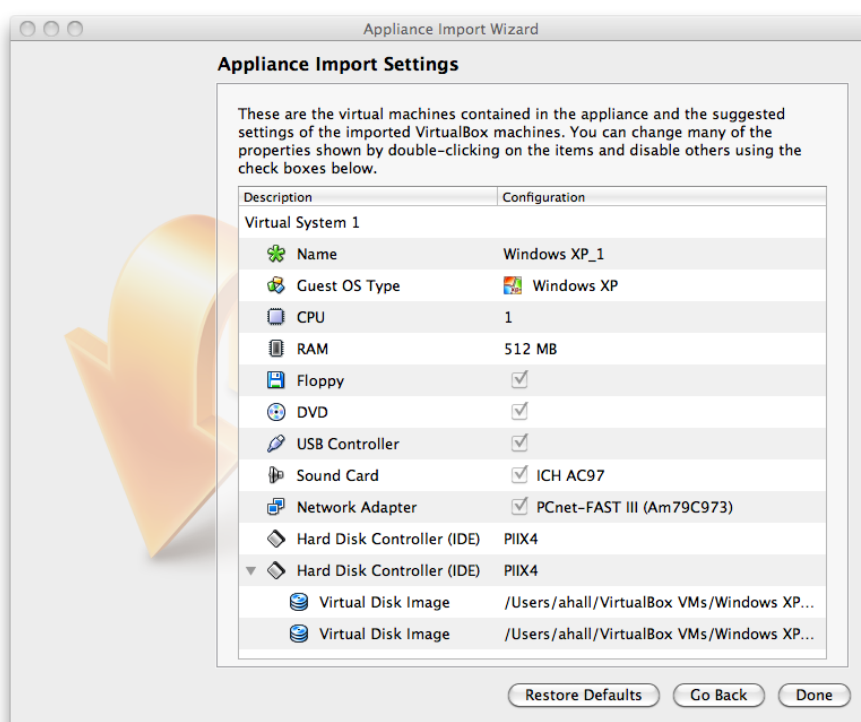 Appliance Import Wizard
Appliance Import Settings
These are the virtual machines contained in the appliance and the suggested
settings of the imported VirtualBox machines. You can change many of the
properties shown by double-clicking on the items and disable others using the
check boxes below.
Description Configuration
Virtual System 1
Name Windows XP_1
Guest OS Type Windows XP
CPU 1
RAM 512 MB
Floppy
DVD
USB Controller
Sound Card ICH AC97
Network Adapter PCnet-FAST III (Am79C973)
Hard Disk Controller (IDE) PIIX4
Hard Disk Controller (IDE) PIIX4
Virtual Disk Image /Users/ahall/VirtualBox VMs/Windows XP...
Virtual Disk Image /Users/ahall/VirtualBox VMs/Windows XP...
Restore Defaults Go Back Done